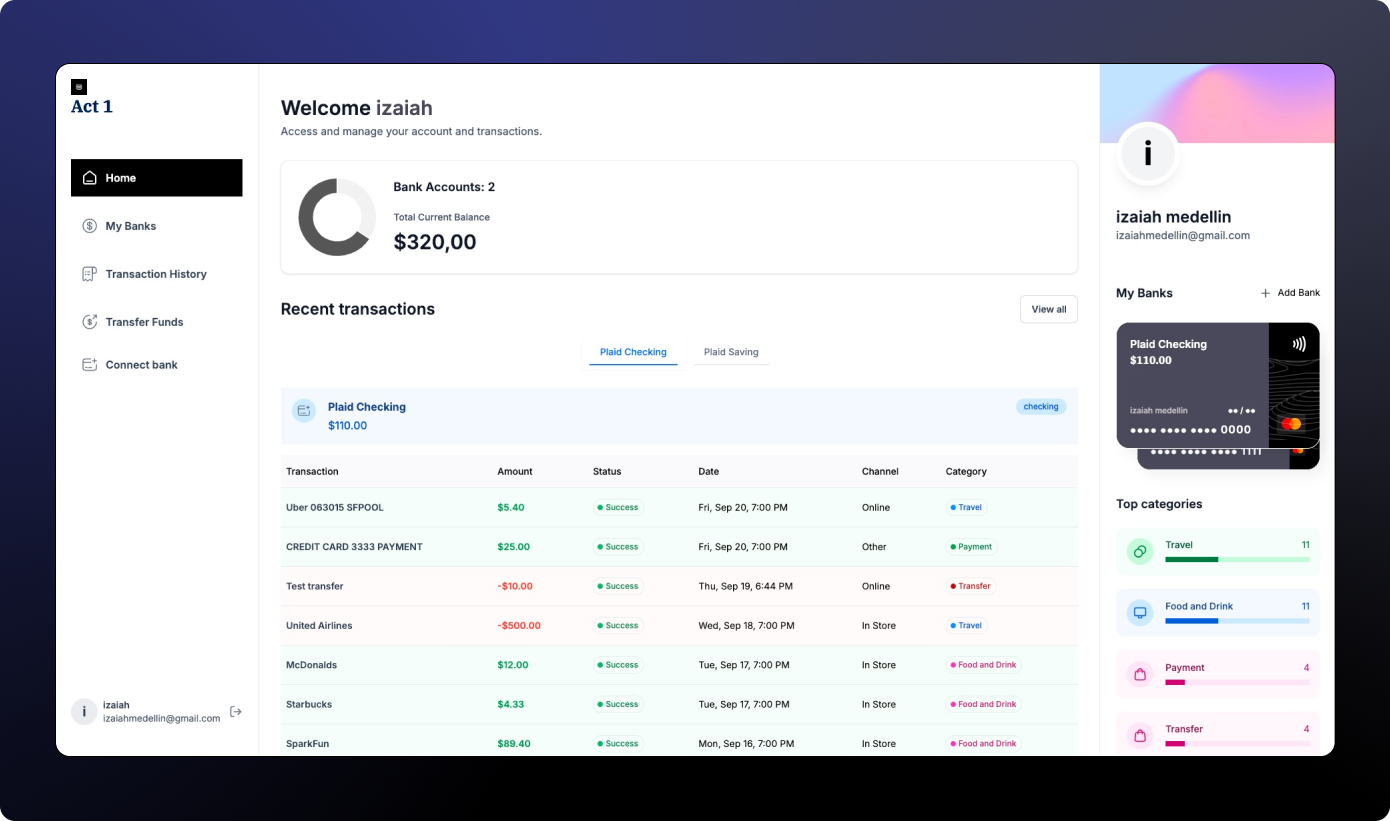 Act 1
Home
My Banks
Transaction History
Transfer Funds
Connect bank
i
izaiah
izaiahmedellin@gmail.com
Welcome izaiah
Access and manage your account and transactions.
Bank Accounts: 2
Total Current Balance
$320,00
Recent transactions
View all
Plaid Checking Plaid Saving
Plaid Checking
$110.00
checking
Transaction Amount Status Date Channel Category
Uber 063015 SFPOOL $5.40 Success Fri, Sep 20, 7:00 PM Online Travel
CREDIT CARD 3333 PAYMENT $25.00 Success Fri, Sep 20, 7:00 PM Other Payment
Test transfer -$10.00 Success Thu, Sep 19, 6:44 PM Online Transfer
United Airlines -$500.00 Success Wed, Sep 18, 7:00 PM In Store Travel
McDonalds $12.00 Success Tue, Sep 17, 7:00 PM In Store Food and Drink
Starbucks $4.33 Success Tue, Sep 17, 7:00 PM In Store Food and Drink
SparkFun $89.40 Success Mon, Sep 16, 7:00 PM In Store Food and Drink
i
izaiah medellin
izaiahmedellin@gmail.com
My Banks + Add Bank
Plaid Checking
$110.00
izaiah medellin ●● / ●●
●●●● ●●●● ●●●● 0000
●●●● ●●●● ●●●● 1111
Top categories
Travel 11
Food and Drink 11
Payment 4
Transfer 4